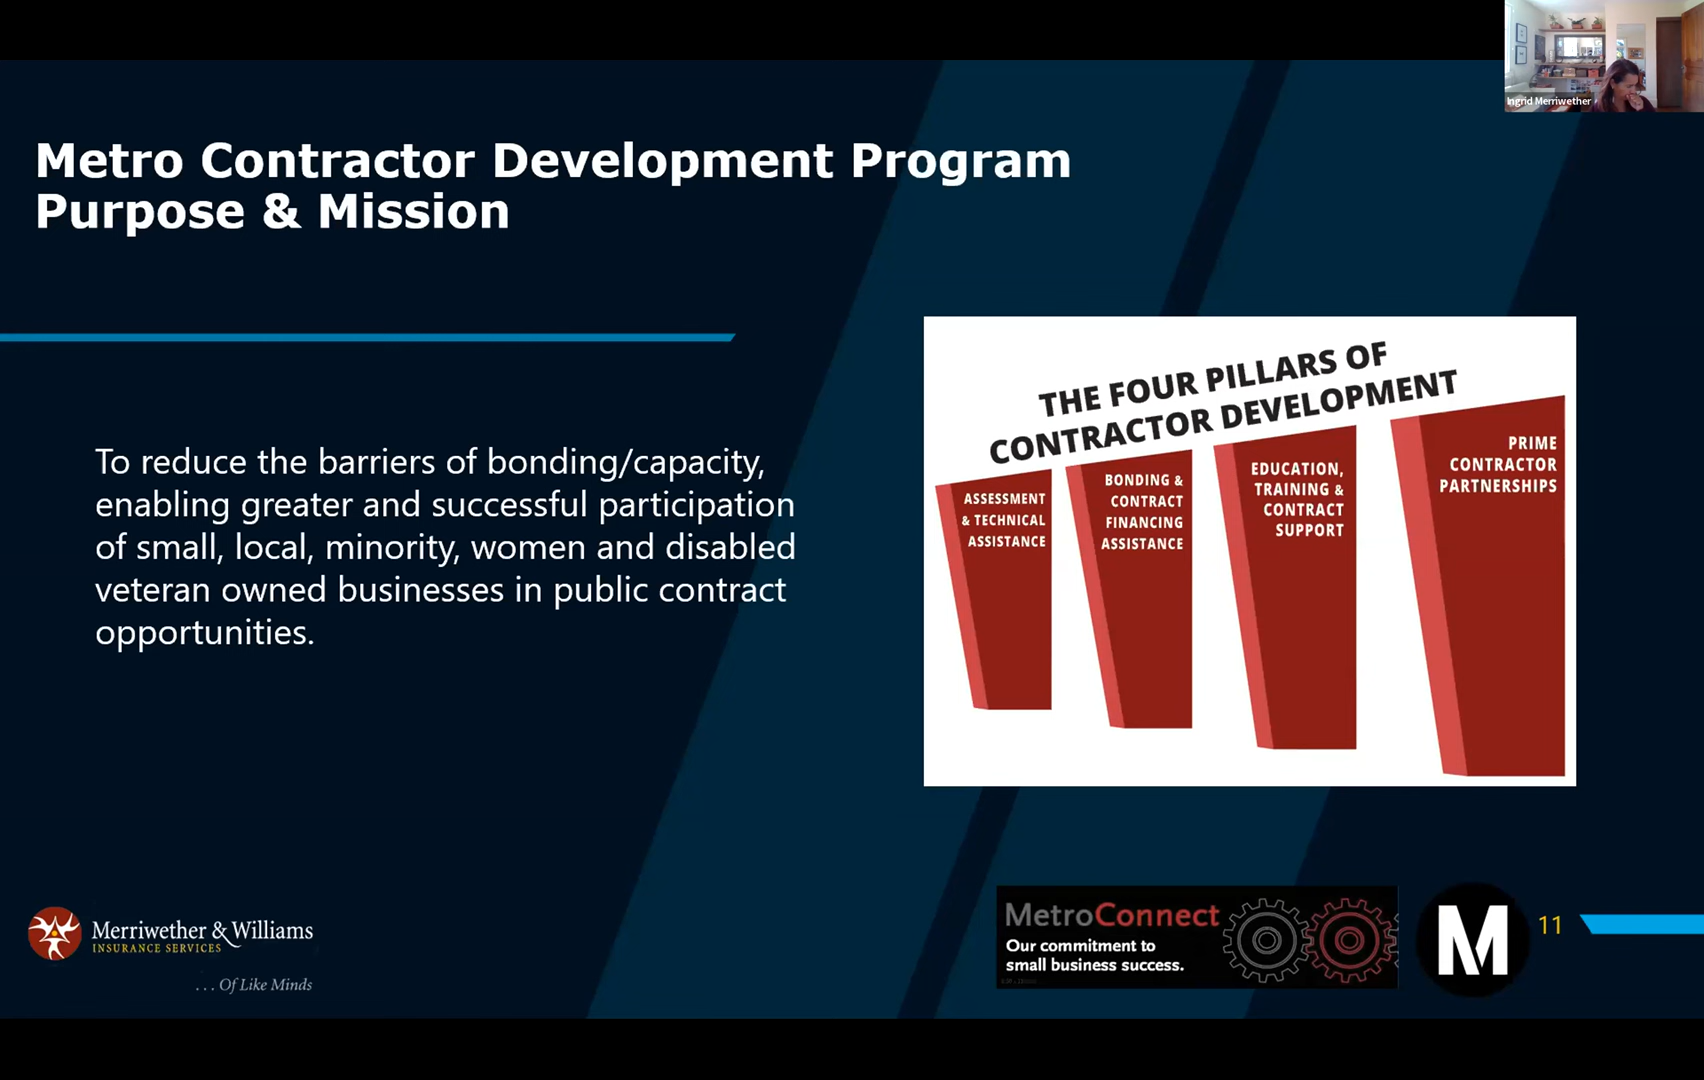 Ingrid Merriwether
Metro Contractor Development Program
Purpose & Mission
To reduce the barriers of bonding/capacity,
enabling greater and successful participation
of small, local, minority, women and disabled
veteran owned businesses in public contract
opportunities.
THE FOUR PILLARS OF
CONTRACTOR DEVELOPMENT
ASSESSMENT
& TECHNICAL
ASSISTANCE
BONDING &
CONTRACT
FINANCING
ASSISTANCE
EDUCATION,
TRAINING &
CONTRACT
SUPPORT
PRIME
CONTRACTOR
PARTNERSHIPS
Merriwether & Williams
INSURANCE SERVICES
. . . Of Like Minds
MetroConnect
Our commitment to
small business success.
M
11